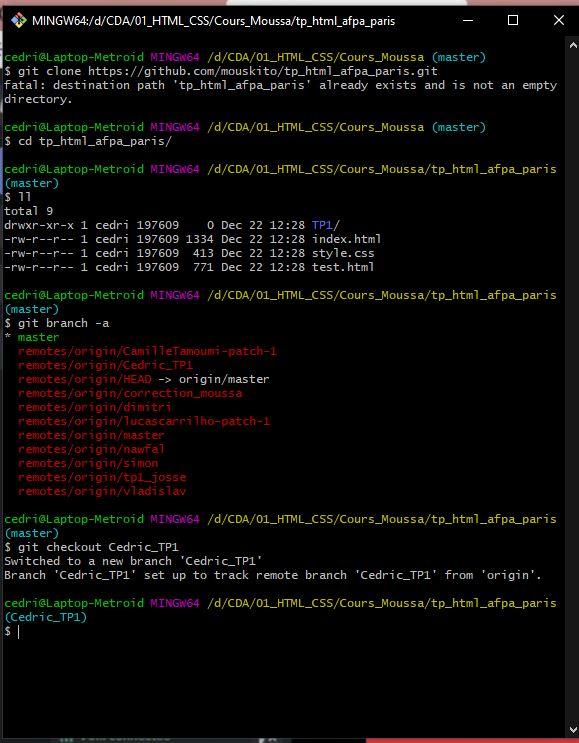 MINGW64:/d/CDA/01_HTML_CSS/Cours_Moussa/tp_html_afpa_paris
cedri@Laptop-Metroid MINGW64 /d/CDA/01_HTML_CSS/Cours_Moussa (master)
$ git clone https://github.com/mouskito/tp_html_afpa_paris.git
fatal: destination path 'tp_html_afpa_paris' already exists and is not an empty
directory.
cedri@Laptop-Metroid MINGW64 /d/CDA/01_HTML_CSS/Cours_Moussa (master)
$ cd tp_html_afpa_paris/
cedri@Laptop-Metroid MINGW64 /d/CDA/01_HTML_CSS/Cours_Moussa/tp_html_afpa_paris
(master)
$ ll
total 9
drwxr-xr-x 1 cedri 197609    0 Dec 22 12:28 TP1/
-rw-r--r-- 1 cedri 197609 1334 Dec 22 12:28 index.html
-rw-r--r-- 1 cedri 197609  413 Dec 22 12:28 style.css
-rw-r--r-- 1 cedri 197609  771 Dec 22 12:28 test.html
cedri@Laptop-Metroid MINGW64 /d/CDA/01_HTML_CSS/Cours_Moussa/tp_html_afpa_paris
(master)
$ git branch -a
* master
  remotes/origin/CamilleTamoumi-patch-1
  remotes/origin/Cedric_TP1
  remotes/origin/HEAD -> origin/master
  remotes/origin/correction_moussa
  remotes/origin/dimitri
  remotes/origin/lucascarrilho-patch-1
  remotes/origin/master
  remotes/origin/nawfal
  remotes/origin/simon
  remotes/origin/tp1_josse
  remotes/origin/vladislav
cedri@Laptop-Metroid MINGW64 /d/CDA/01_HTML_CSS/Cours_Moussa/tp_html_afpa_paris
(master)
$ git checkout Cedric_TP1
Switched to a new branch 'Cedric_TP1'
Branch 'Cedric_TP1' set up to track remote branch 'Cedric_TP1' from 'origin'.
cedri@Laptop-Metroid MINGW64 /d/CDA/01_HTML_CSS/Cours_Moussa/tp_html_afpa_paris
(Cedric_TP1)
$